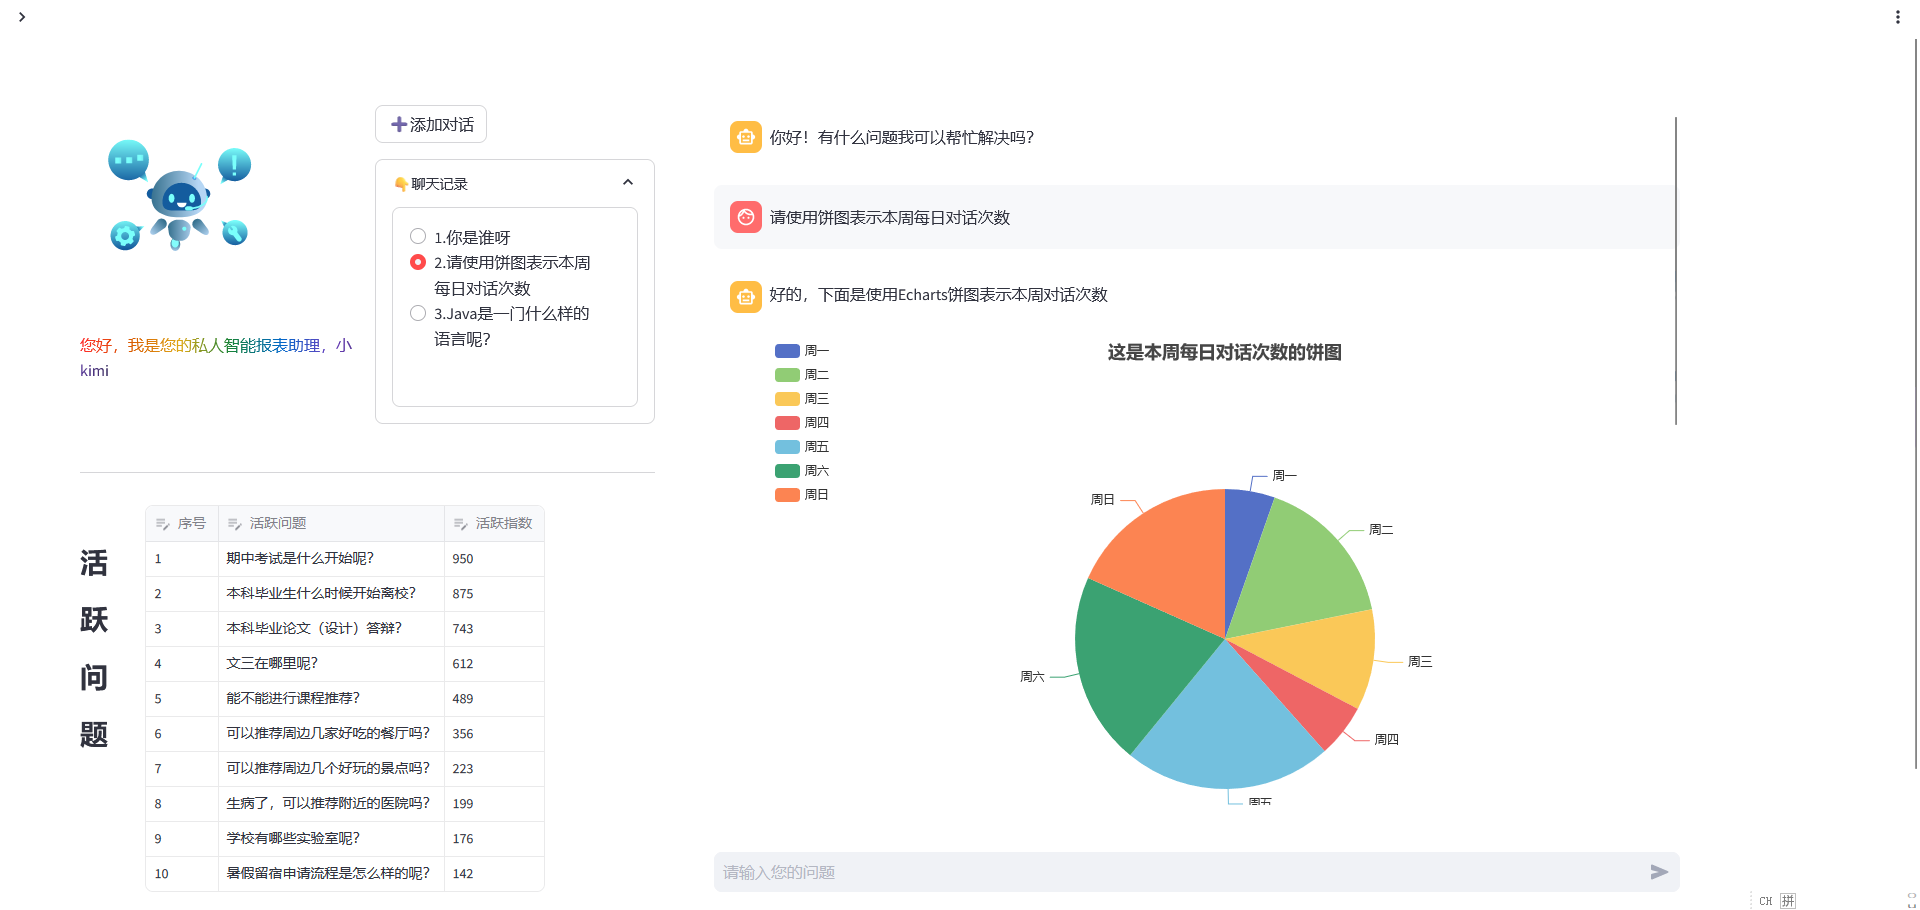 添加对话
聊天记录
1.你是谁呀
2.请使用饼图表示本周
每日对话次数
3.Java是一门什么样的
语言呢?
您好，我是您的私人智能报表助理，小
kimi
活
跃
问
题
序号 活跃问题 活跃指数
1 期中考试是什么开始呢? 950
2 本科毕业生什么时候开始离校? 875
3 本科毕业论文（设计）答辩? 743
4 文三在哪里呢? 612
5 能不能进行课程推荐? 489
6 可以推荐周边几家好吃的餐厅吗? 356
7 可以推荐周边几个好玩的景点吗? 223
8 生病了，可以推荐附近的医院吗? 199
9 学校有哪些实验室呢? 176
10 暑假留宿申请流程是怎么样的呢? 142
你好！有什么问题我可以帮忙解决吗?
请使用饼图表示本周每日对话次数
好的，下面是使用Echarts饼图表示本周对话次数
这是本周每日对话次数的饼图
周一
周二
周三
周四
周五
周六
周日
周一
周二
周三
周四
周五
周六
周日
请输入您的问题
CH 拼